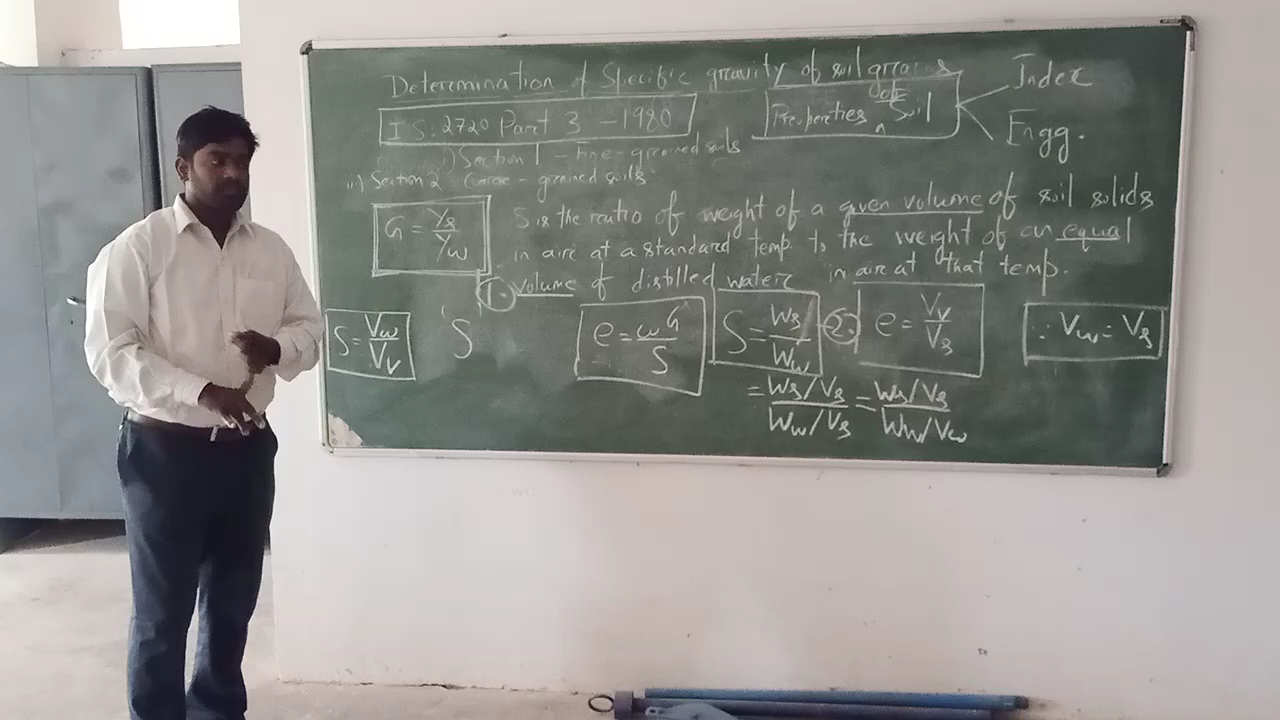 Determination of Specific gravity of soil grains
IS: 2720 Part 3 - 1980
Properties of Soil
Index
Engg.
i) Section 1 - Fine-grained soils
ii) Section 2 Coarse - grained soils
G = γs/γw
S is the ratio of weight of a given volume of soil solids
in air at a standard temp to the weight of an equal
volume of distilled water in air at that temp.
1.
S = Vw/Vv
S
e = ωG/S
S = Ws/Ww
2.
e = Vv/Vs
∴ Vw = Vs
= Ws/Vs / Ww/Vs = Ws/Vs / Ww/Vw